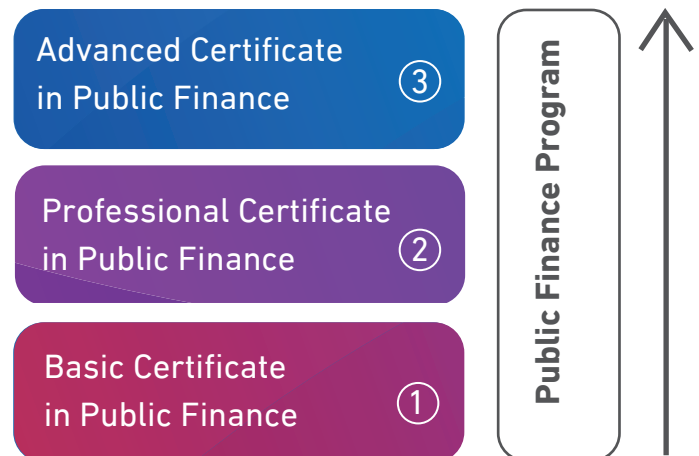 Advanced Certificate
in Public Finance
3
Professional Certificate
in Public Finance
2
Basic Certificate
in Public Finance
1
Public Finance Program